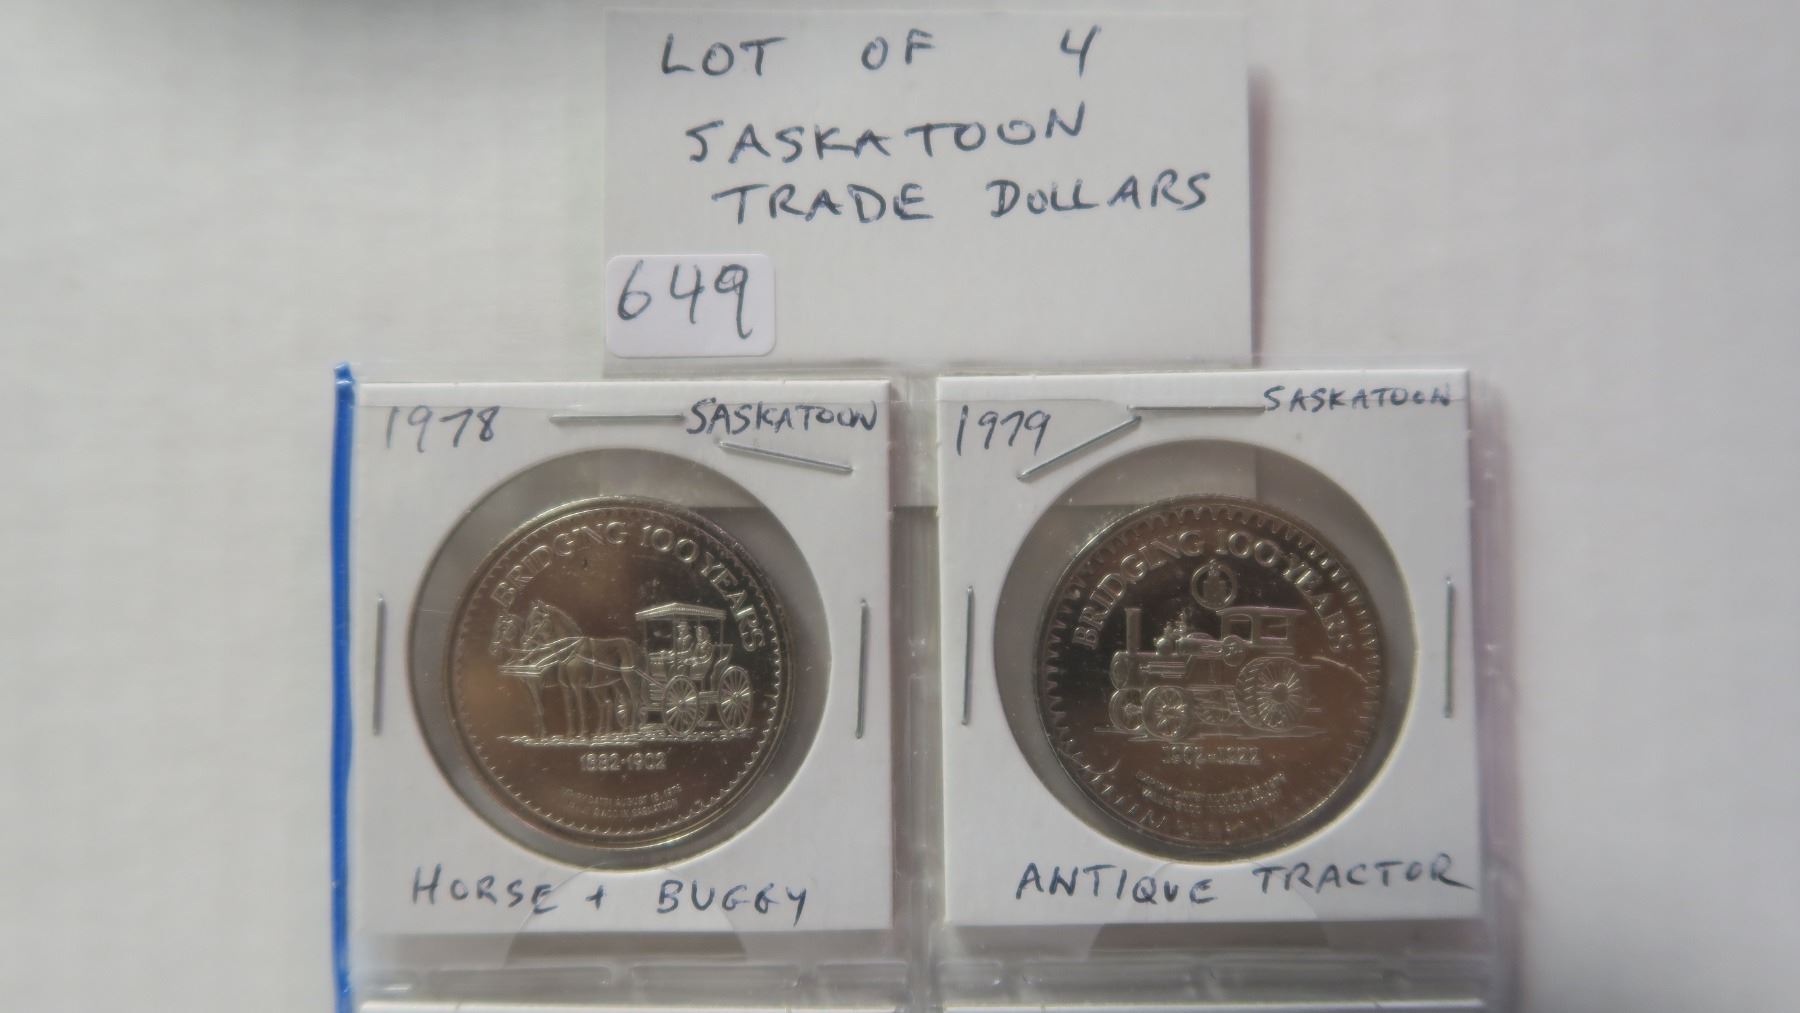 LOT OF 4
SASKATOON
TRADE DOLLARS
649
1978 SASKATOON
BRIDGING 100 YEARS
1882-1902
AUGUST
HORSE + BUGGY
1979 SASKATOON
BRIDGING 100 YEARS
ANTIQUE TRACTOR